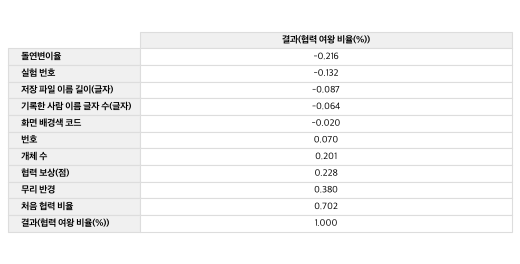 결과(협력 여왕 비율(%))
돌연변이율 -0.216
실험 번호 -0.132
저장 파일 이름 길이(글자) -0.087
기록한 사람 이름 글자 수(글자) -0.064
화면 배경색 코드 -0.020
번호 0.070
개체 수 0.201
협력 보상(점) 0.228
무리 반경 0.380
처음 협력 비율 0.702
결과(협력 여왕 비율(%)) 1.000